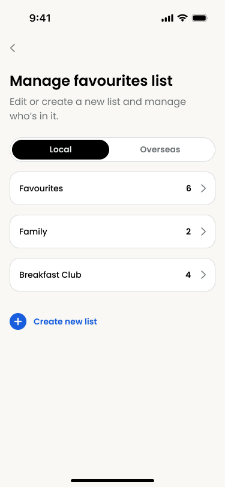 9:41
Manage favourites list
Edit or create a new list and manage
who's in it.
Local Overseas
Favourites 6
Family 2
Breakfast Club 4
Create new list